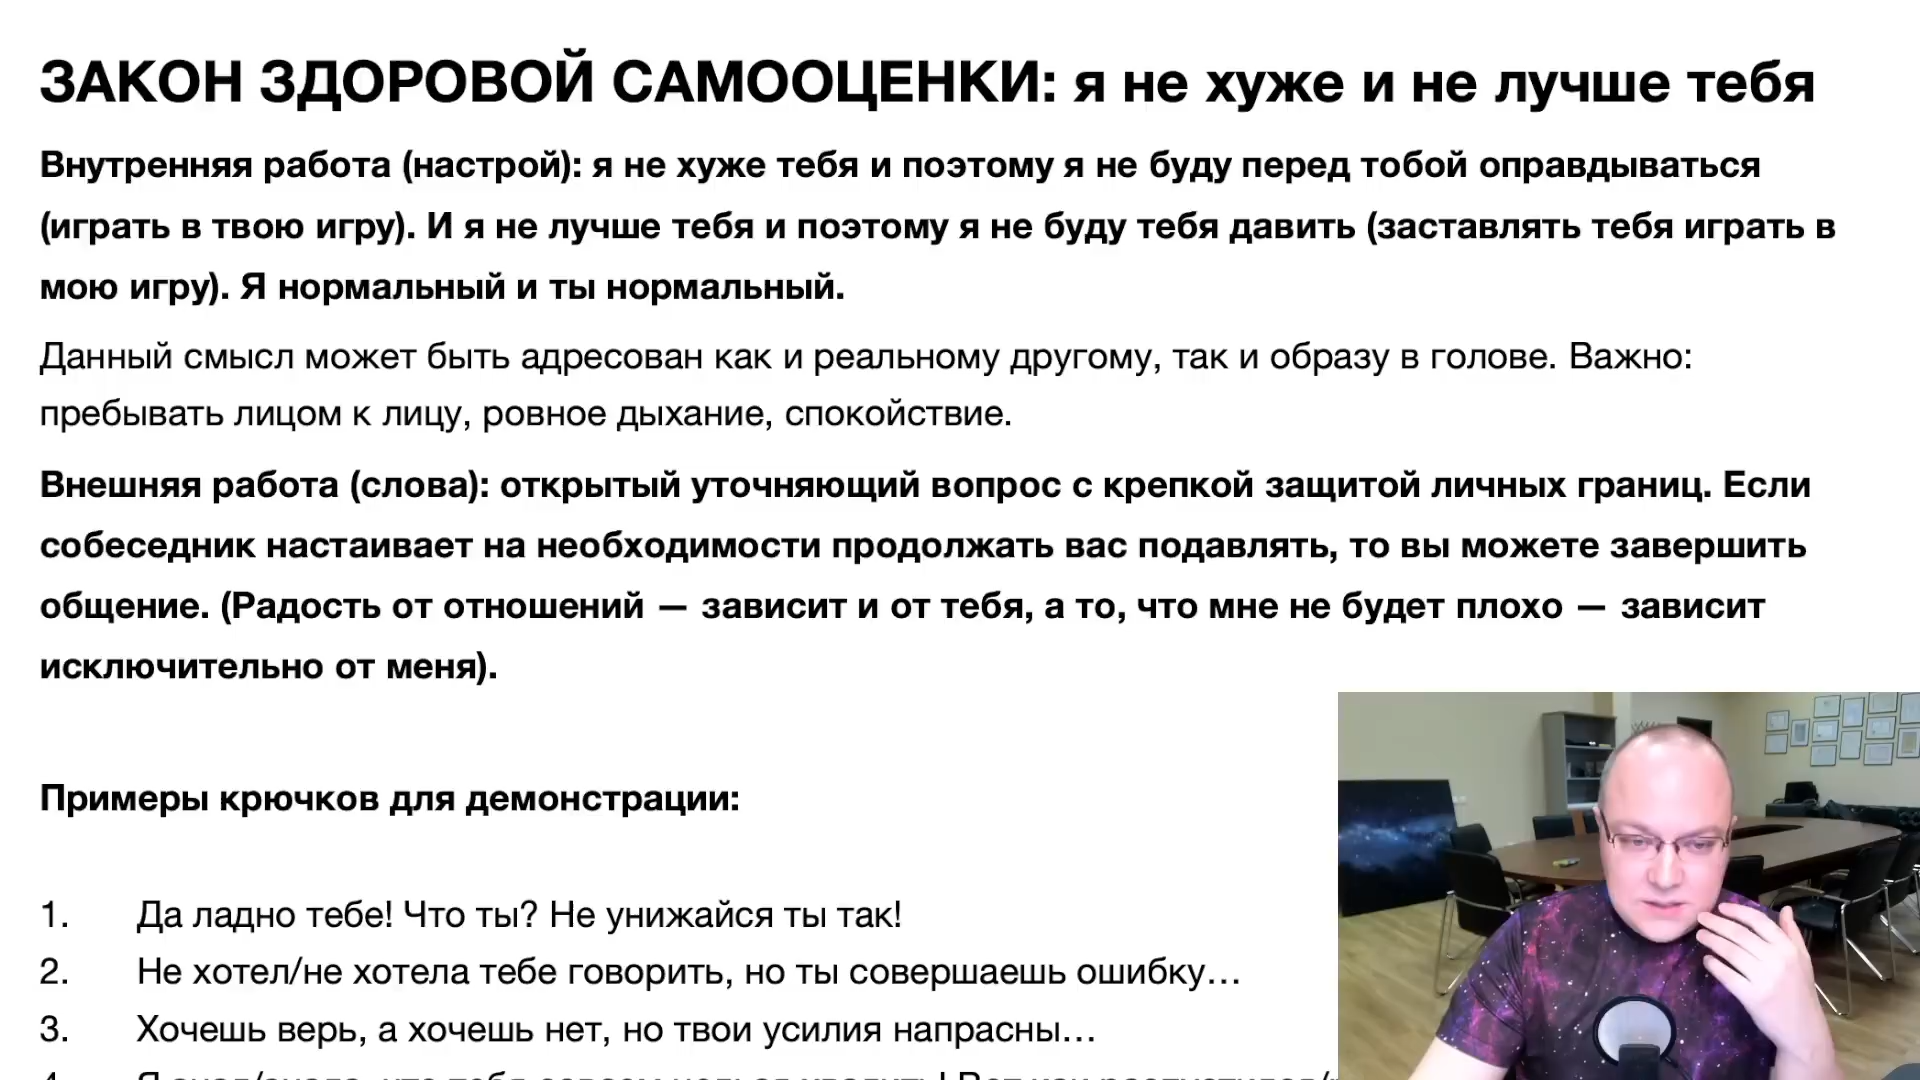 ЗАКОН ЗДОРОВОЙ САМООЦЕНКИ: я не хуже и не лучше тебя
Внутренняя работа (настрой): я не хуже тебя и поэтому я не буду перед тобой оправдываться
(играть в твою игру). И я не лучше тебя и поэтому я не буду тебя давить (заставлять тебя играть в
мою игру). Я нормальный и ты нормальный.
Данный смысл может быть адресован как и реальному другому, так и образу в голове. Важно:
пребывать лицом к лицу, ровное дыхание, спокойствие.
Внешняя работа (слова): открытый уточняющий вопрос с крепкой защитой личных границ. Если
собеседник настаивает на необходимости продолжать вас подавлять, то вы можете завершить
общение. (Радость от отношений — зависит и от тебя, а то, что мне не будет плохо — зависит
исключительно от меня).
Примеры крючков для демонстрации:
1. Да ладно тебе! Что ты? Не унижайся ты так!
2. Не хотел/не хотела тебе говорить, но ты совершаешь ошибку…
3. Хочешь верь, а хочешь нет, но твои усилия напрасны…